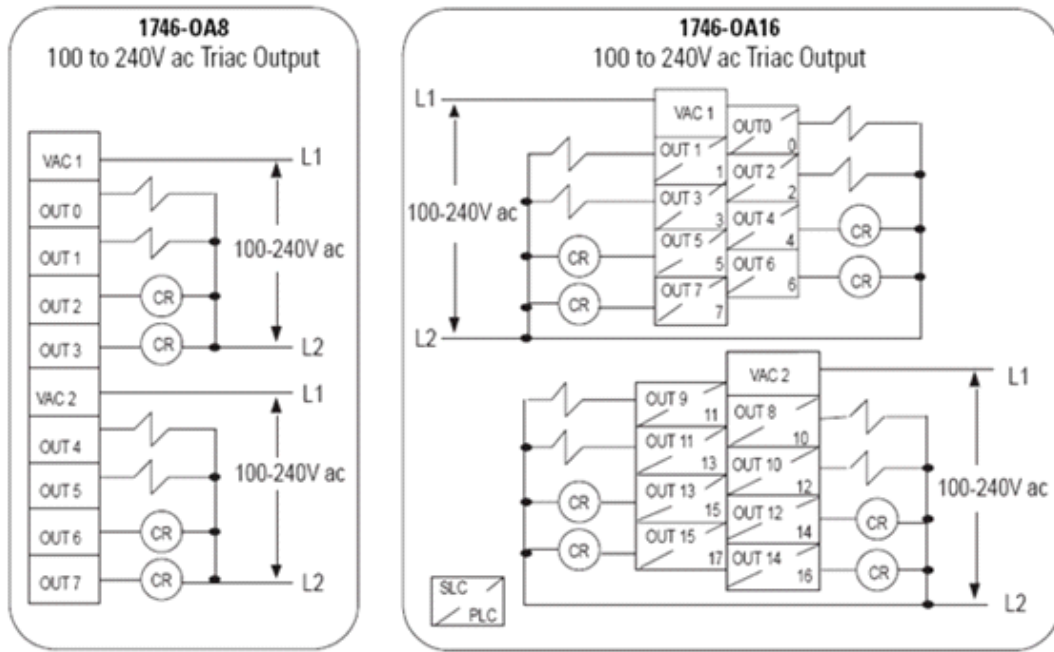 1746-OA8
100 to 240V ac Triac Output
VAC 1
L1
OUT 0
OUT 1
100-240V ac
OUT 2
CR
OUT 3
CR
L2
VAC 2
L1
OUT 4
OUT 5
100-240V ac
OUT 6
CR
OUT 7
CR
L2
1746-OA16
100 to 240V ac Triac Output
L1
VAC 1
OUT0
0
OUT 1
1
OUT 2
2
OUT 3
3
100-240V ac
OUT 4
4
CR
CR
OUT 5
5
OUT 6
6
CR
CR
OUT 7
7
L2
VAC 2
L1
OUT 9
11
OUT 8
10
OUT 11
13
OUT 10
12
100-240V ac
CR
OUT 13
15
OUT 12
14
CR
CR
OUT 15
17
OUT 14
16
CR
SLC
PLC
L2